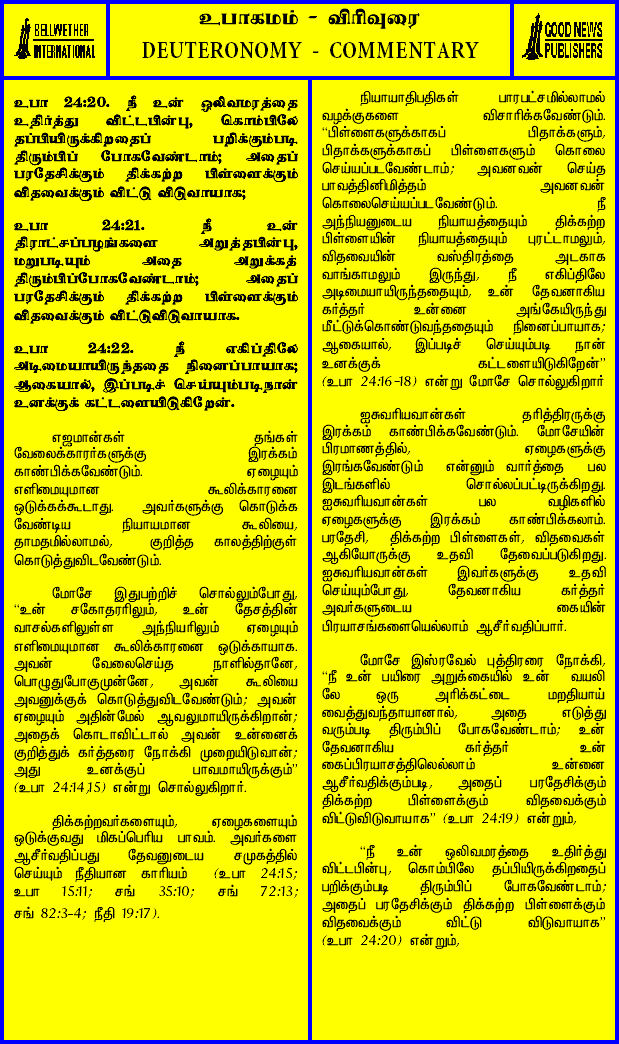 BELLWETHER
INTERNATIONAL
உபாகமம் - விரிவுரை
DEUTERONOMY - COMMENTARY
GOOD NEWS
PUBLISHERS
உபா 24:20. நீ உன் ஒலிவமரத்தை
உதிர்த்து விட்டபின்பு, கொம்பிலே
தப்பியிருக்கிறதைப் பறிக்கும்படி
திரும்பிப் போகவேண்டாம்; அதைப்
பரதேசிக்கும் திக்கற்ற பிள்ளைக்கும்
விதவைக்கும் விட்டு விடுவாயாக;
உபா 24:21. நீ உன்
திராட்சப்பழங்களை அறுத்தபின்பு,
மறுபடியும் அதை அறுக்கத்
திரும்பிப்போகவேண்டாம்; அதைப்
பரதேசிக்கும் திக்கற்ற பிள்ளைக்கும்
விதவைக்கும் விட்டுவிடுவாயாக.
உபா 24:22. நீ எகிப்திலே
அடிமையாயிருந்ததை நினைப்பாயாக;
ஆகையால், இப்படிச் செய்யும்படி நான்
உனக்குக் கட்டளையிடுகிறேன்.
எஜமான்கள் தங்கள்
வேலைக்காரர்களுக்கு இரக்கம்
காண்பிக்கவேண்டும். ஏழையும்
எளிமையுமான கூலிக்காரனை
ஒடுக்கக்கூடாது. அவர்களுக்கு கொடுக்க
வேண்டிய நியாயமான கூலியை,
தாமதமில்லாமல், குறித்த காலத்திற்குள்
கொடுத்துவிடவேண்டும்.
மோசே இதுபற்றிச் சொல்லும்போது,
“உன் சகோதரரிலும், உன் தேசத்தின்
வாசல்களிலுள்ள அந்நியரிலும் ஏழையும்
எளிமையுமான கூலிக்காரனை ஒடுக்காயாக.
அவன் வேலைசெய்த நாளில்தானே,
பொழுதுபோகுமுன்னே, அவன் கூலியை
அவனுக்குக் கொடுத்துவிடவேண்டும்; அவன்
ஏழையும் அதின்மேல் ஆவலுமாயிருக்கிறான்;
அதைக் கொடாவிட்டால் அவன் உன்னைக்
குறித்துக் கர்த்தரை நோக்கி முறையிடுவான்;
அது உனக்குப் பாவமாயிருக்கும்”
(உபா 24:14,15) என்று சொல்லுகிறார்.
திக்கற்றவர்களையும், ஏழைகளையும்
ஒடுக்குவது மிகப்பெரிய பாவம். அவர்களை
ஆசீர்வதிப்பது தேவனுடைய சமுகத்தில்
செய்யும் நீதியான காரியம் (உபா 24:15;
உபா 15:11; சங் 35:10; சங் 72:13;
சங் 82:3-4; நீதி 19:17).
நியாயாதிபதிகள் பாரபட்சமில்லாமல்
வழக்குகளை விசாரிக்கவேண்டும்.
“பிள்ளைகளுக்காகப் பிதாக்களும்,
பிதாக்களுக்காகப் பிள்ளைகளும் கொலை
செய்யப்படவேண்டாம்; அவனவன் செய்த
பாவத்தினிமித்தம் அவனவன்
கொலைசெய்யப்படவேண்டும். நீ
அந்நியனுடைய நியாயத்தையும் திக்கற்ற
பிள்ளையின் நியாயத்தையும் புரட்டாமலும்,
விதவையின் வஸ்திரத்தை அடகாக
வாங்காமலும் இருந்து, நீ எகிப்திலே
அடிமையாயிருந்ததையும், உன் தேவனாகிய
கர்த்தர் உன்னை அங்கேயிருந்து
மீட்டுக்கொண்டுவந்ததையும் நினைப்பாயாக;
ஆகையால், இப்படிச் செய்யும்படி நான்
உனக்குக் கட்டளையிடுகிறேன்”
(உபா 24:16-18) என்று மோசே சொல்லுகிறார்
ஐசுவரியவான்கள் தரித்திரருக்கு
இரக்கம் காண்பிக்கவேண்டும். மோசேயின்
பிரமாணத்தில், ஏழைகளுக்கு
இரங்கவேண்டும் என்னும் வார்த்தை பல
இடங்களில் சொல்லப்பட்டிருக்கிறது.
ஐசுவரியவான்கள் பல வழிகளில்
ஏழைகளுக்கு இரக்கம் காண்பிக்கலாம்.
பரதேசி, திக்கற்ற பிள்ளைகள், விதவைகள்
ஆகியோருக்கு உதவி தேவைப்படுகிறது.
ஐசுவரியவான்கள் இவர்களுக்கு உதவி
செய்யும்போது, தேவனாகிய கர்த்தர்
அவர்களுடைய கையின்
பிரயாசங்களையெல்லாம் ஆசீர்வதிப்பார்.
மோசே இஸ்ரவேல் புத்திரரை நோக்கி,
“நீ உன் பயிரை அறுக்கையில் உன் வயலி
லே ஒரு அரிக்கட்டை மறதியாய்
வைத்துவந்தாயானால், அதை எடுத்து
வரும்படி திரும்பிப் போகவேண்டாம்; உன்
தேவனாகிய கர்த்தர் உன்
கைப்பிரயாசத்திலெல்லாம் உன்னை
ஆசீர்வதிக்கும்படி, அதைப் பரதேசிக்கும்
திக்கற்ற பிள்ளைக்கும் விதவைக்கும்
விட்டுவிடுவாயாக” (உபா 24:19) என்றும்,
“நீ உன் ஒலிவமரத்தை உதிர்த்து
விட்டபின்பு, கொம்பிலே தப்பியிருக்கிறதைப்
பறிக்கும்படி திரும்பிப் போகவேண்டாம்;
அதைப் பரதேசிக்கும் திக்கற்ற பிள்ளைக்கும்
விதவைக்கும் விட்டு விடுவாயாக”
(உபா 24:20) என்றும்,